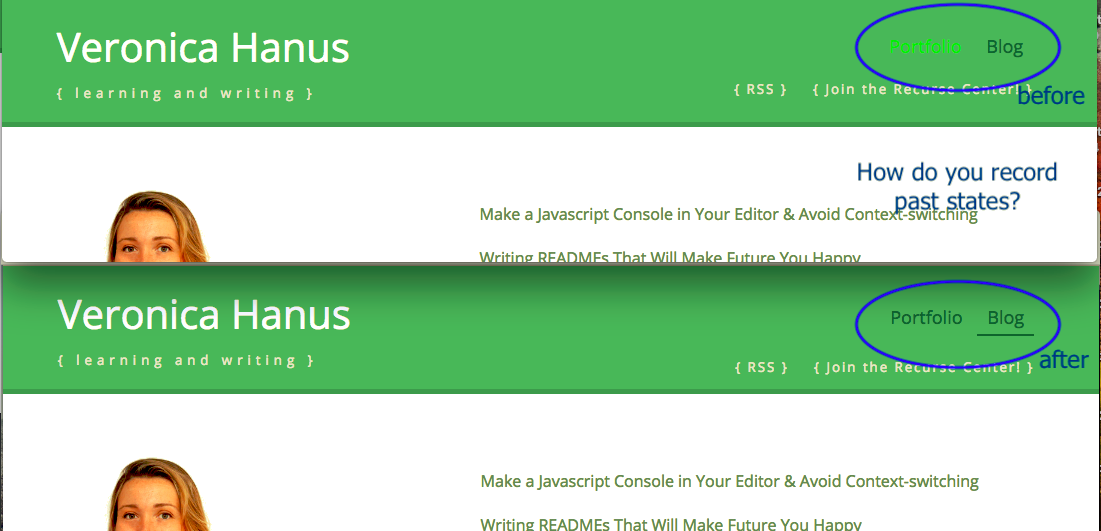 Veronica Hanus
Portfolio Blog
{ learning and writing }
{ RSS } { Join the Recurse Center! }
before
How do you record
past states?
Make a Javascript Console in Your Editor & Avoid Context-switching
Writing READMEs That Will Make Future You Happy
Veronica Hanus
Portfolio Blog
{ learning and writing }
{ RSS } { Join the Recurse Center! }
after
Make a Javascript Console in Your Editor & Avoid Context-switching
Writing READMEs That Will Make Future You Happy